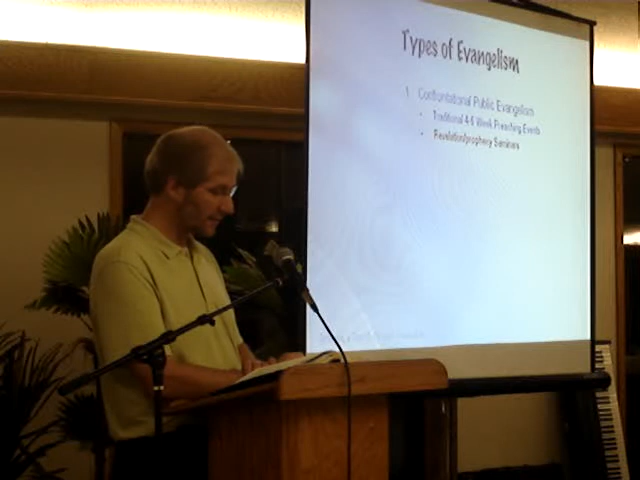 Types of Evangelism
1. Confrontational Public Evangelism
• Traditional 4-6 Week Preaching Events
• Revelation/prophecy Seminars